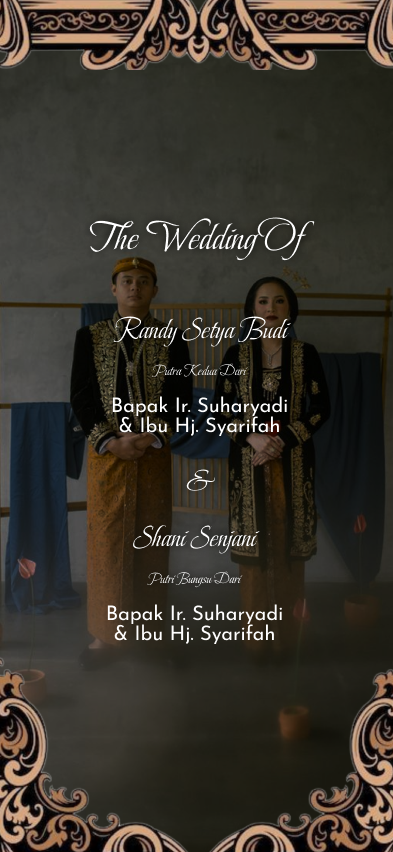 The Wedding Of
Randy Setya Budi
Putra Kedua Dari
Bapak Ir. Suharyadi
& Ibu Hj. Syarifah
&
Shani Senjani
Putri Bungsu Dari
Bapak Ir. Suharyadi
& Ibu Hj. Syarifah